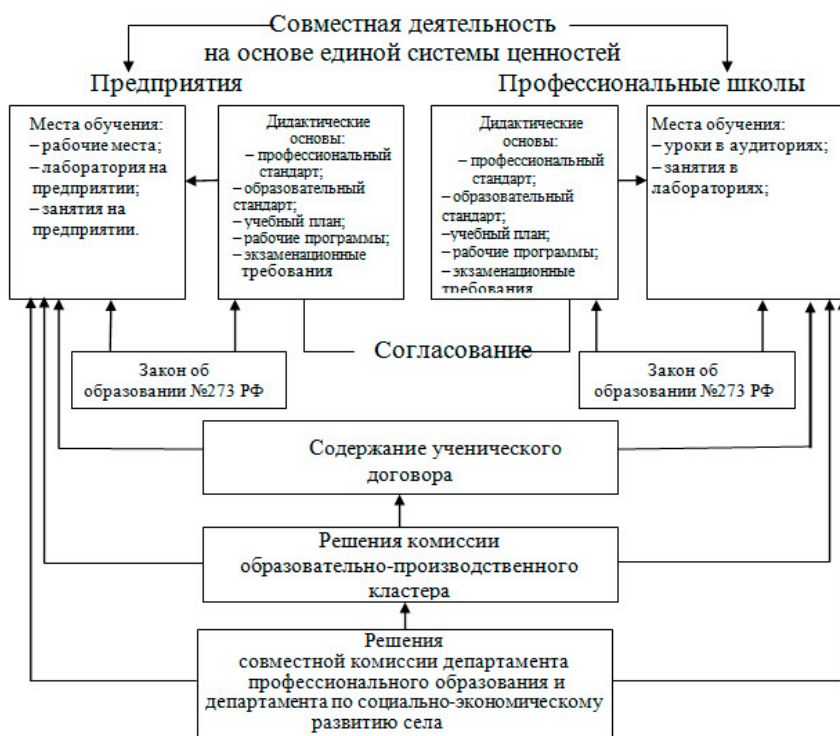 Совместная деятельность
на основе единой системы ценностей
Предприятия
Профессиональные школы
Места обучения:
– рабочие места;
– лаборатория на
предприятии;
– занятия на
предприятии.
Дидактические
основы:
– профессиональный
стандарт;
– образовательный
стандарт;
– учебный план;
– рабочие программы;
– экзаменационные
требования
Дидактические
основы:
– профессиональный
стандарт;
– образовательный
стандарт;
– учебный план;
– рабочие программы;
– экзаменационные
требования
Места обучения:
– уроки в аудиториях;
– занятия в
лабораториях;
Согласование
Закон об
образовании №273 РФ
Закон об
образовании №273 РФ
Содержание ученического
договора
Решения комиссии
образовательно-производственного
кластера
Решения
совместной комиссии департамента
профессионального образования и
департамента по социально-экономическому
развитию села